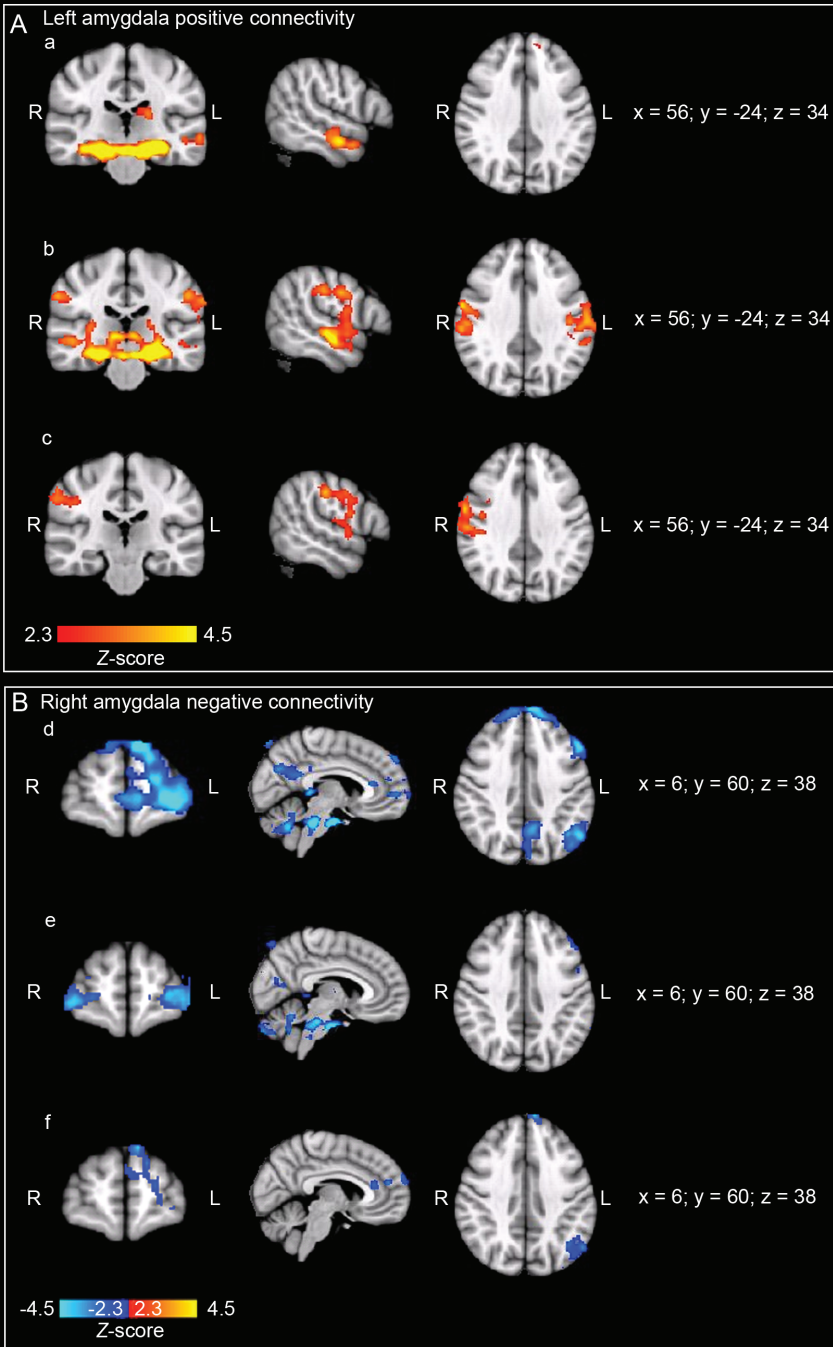 A Left amygdala positive connectivity
a
R L R L x = 56; y = -24; z = 34
b
R L R L x = 56; y = -24; z = 34
c
R L R L x = 56; y = -24; z = 34
2.3 4.5
Z-score
B Right amygdala negative connectivity
d
R L R L x = 6; y = 60; z = 38
e
R L R L x = 6; y = 60; z = 38
f
R L R L x = 6; y = 60; z = 38
-4.5 -2.3 2.3 4.5
Z-score